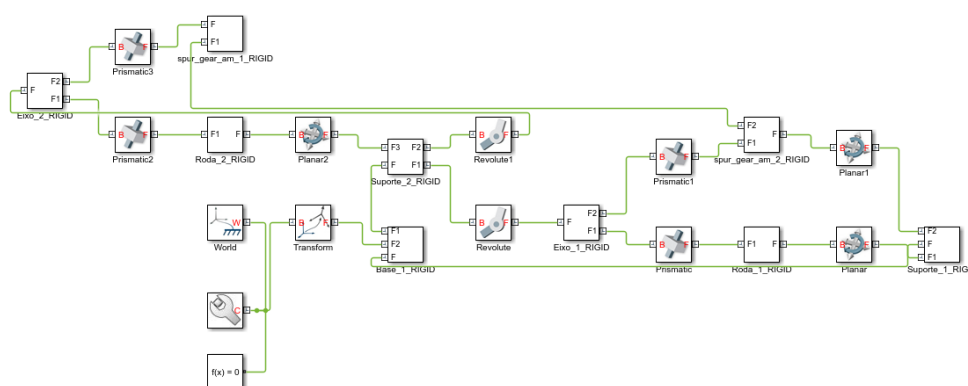 F
F1
spur_gear_am_1_RIGID
B F
Prismatic3
F
F2
F1
Eixo_2_RIGID
B F
Prismatic2
F1 F
Roda_2_RIGID
B F
Planar2
F3 F2
F F1
Suporte_2_RIGID
B F
Revolute1
F2
F1
spur_gear_am_2_RIGID
B F
Planar1
B F
Prismatic1
W
World
B F
Transform
F1
F2
F
Base_1_RIGID
B F
Revolute
F F2
F1
Eixo_1_RIGID
B F
Prismatic
F1 F
Roda_1_RIGID
B F
Planar
F2
F
F1
Suporte_1_RIG
C
f(x) = 0